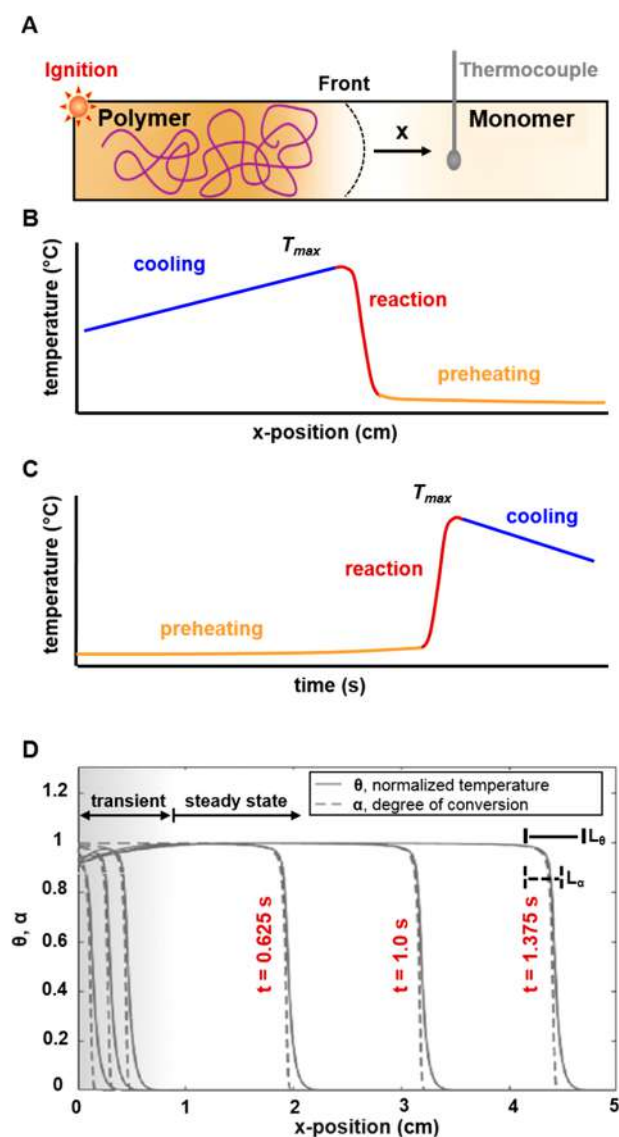 A
Ignition
Front
Thermocouple
Polymer
x
Monomer
B
temperature (°C)
cooling
Tmax
reaction
preheating
x-position (cm)
C
temperature (°C)
Tmax
cooling
reaction
preheating
time (s)
D
θ, α
1.2
1
0.8
0.6
0.4
0.2
0
transient
steady state
θ, normalized temperature
α, degree of conversion
Lθ
Lα
t = 0.625 s
t = 1.0 s
t = 1.375 s
0 1 2 3 4 5
x-position (cm)